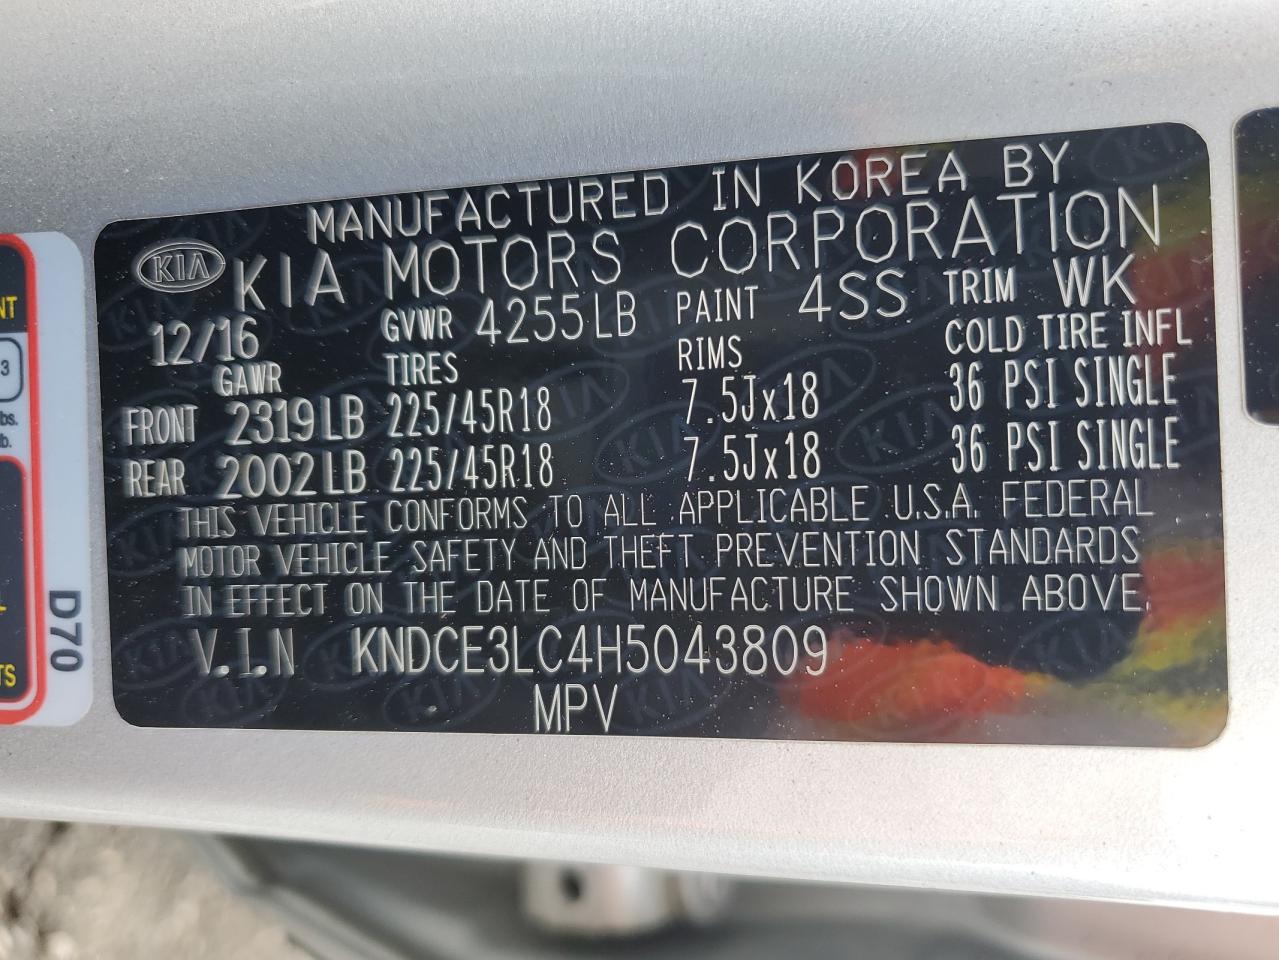 MANUFACTURED IN KOREA BY
KIA KIA MOTORS CORPORATION
12/16 GVWR 4255LB PAINT 4SS TRIM WK
GAWR TIRES RIMS COLD TIRE INFL
FRONT 2319LB 225/45R18 7.5Jx18 36 PSI SINGLE
REAR 2002LB 225/45R18 7.5Jx18 36 PSI SINGLE
THIS VEHICLE CONFORMS TO ALL APPLICABLE U.S.A. FEDERAL
MOTOR VEHICLE SAFETY AND THEFT PREVENTION STANDARDS
IN EFFECT ON THE DATE OF MANUFACTURE SHOWN ABOVE.
V.I.N KNDCE3LC4H5043809
MPV
D70